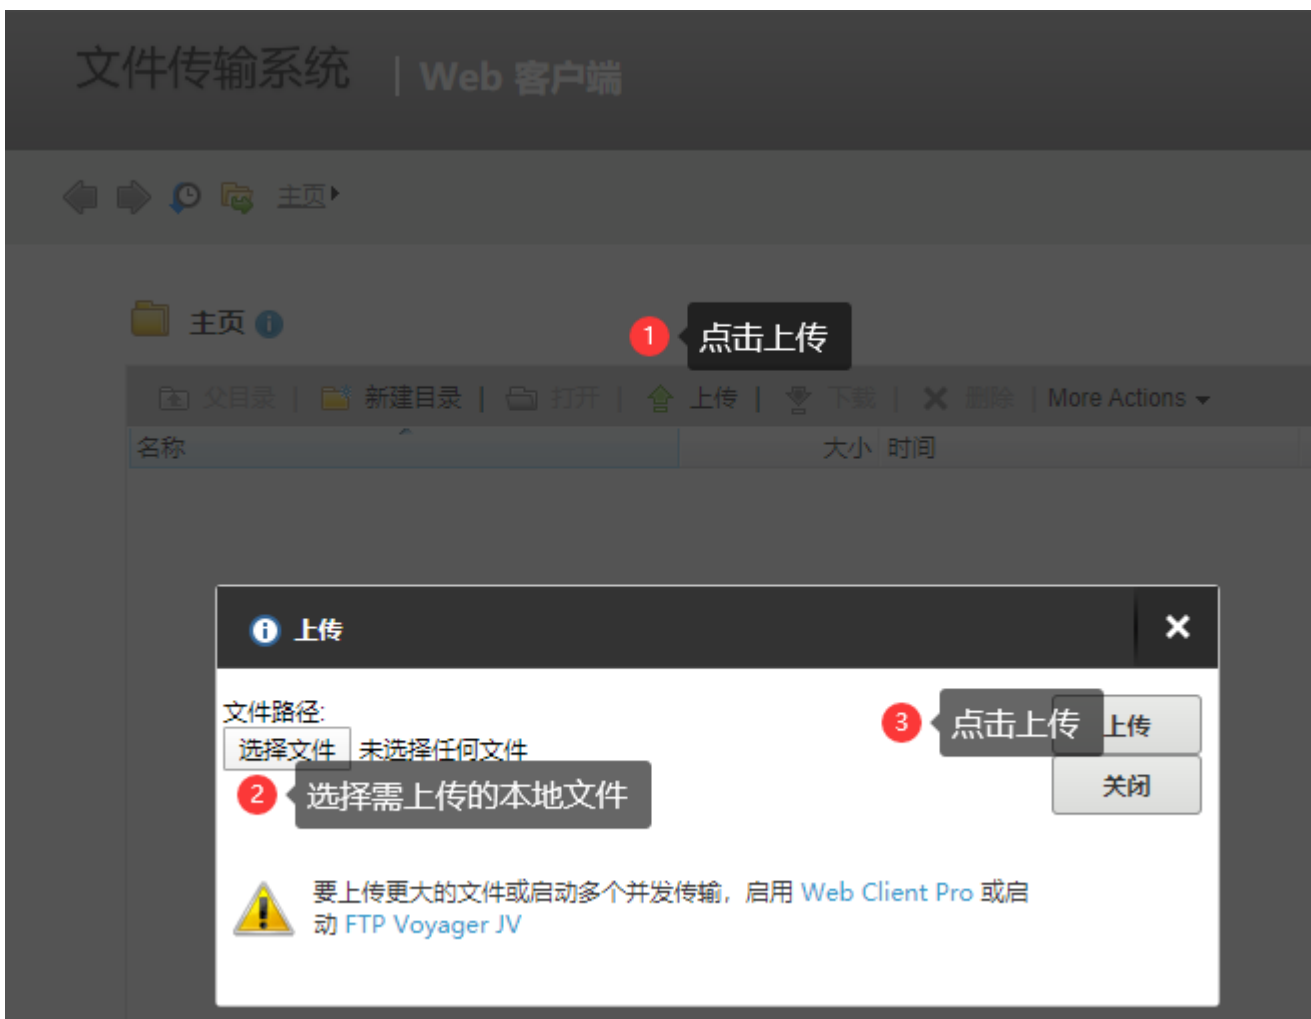 文件传输系统 | Web 客户端
主页
主页
1 点击上传
父目录 | 新建目录 | 打开 | 上传 | 下载 | 删除 | More Actions
名称 大小 时间
上传
文件路径:
3 点击上传 上传
选择文件 未选择任何文件
2 选择需上传的本地文件
关闭
要上传更大的文件或启动多个并发传输，启用 Web Client Pro 或启
动 FTP Voyager JV